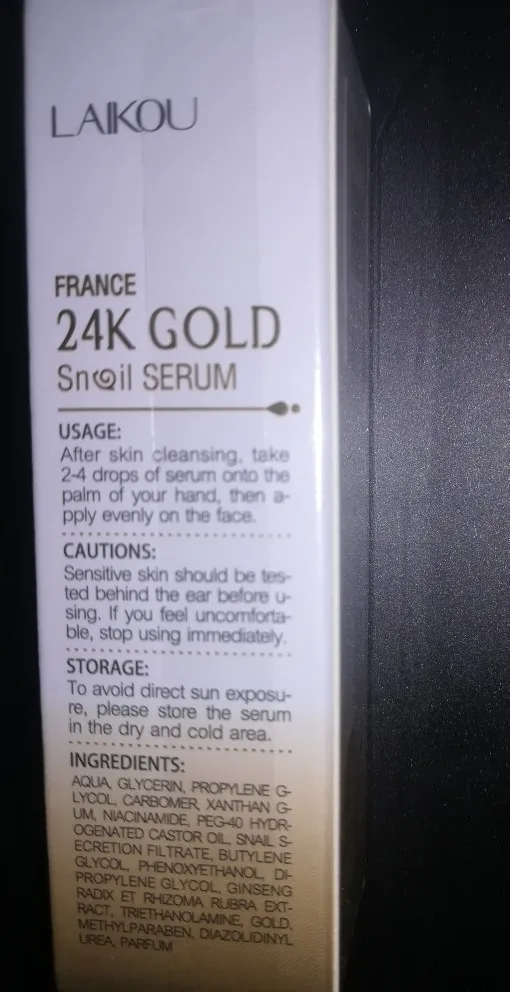 LAIKOU
FRANCE
24K GOLD
Snail SERUM
USAGE:
After skin cleansing, take
2-4 drops of serum onto the
palm of your hand, then a-
pply evenly on the face.
CAUTIONS:
Sensitive skin should be tes-
ted behind the ear before u-
sing. If you feel uncomforta-
ble, stop using immediately.
STORAGE:
To avoid direct sun exposu-
re, please store the serum
in the dry and cold area.
INGREDIENTS:
AQUA, GLYCERIN, PROPYLENE G-
LYCOL, CARBOMER, XANTHAN G-
UM, NIACINAMIDE, PEG-40 HYDR-
OGENATED CASTOR OIL, SNAIL S-
ECRETION FILTRATE, BUTYLENE
GLYCOL, PHENOXYETHANOL, DI-
PROPYLENE GLYCOL, GINSENG
RADIX ET RHIZOMA RUBRA EXT-
RACT, TRIETHANOLAMINE, GOLD,
METHYLPARABEN, DIAZOLIDINYL
UREA, PARFUM